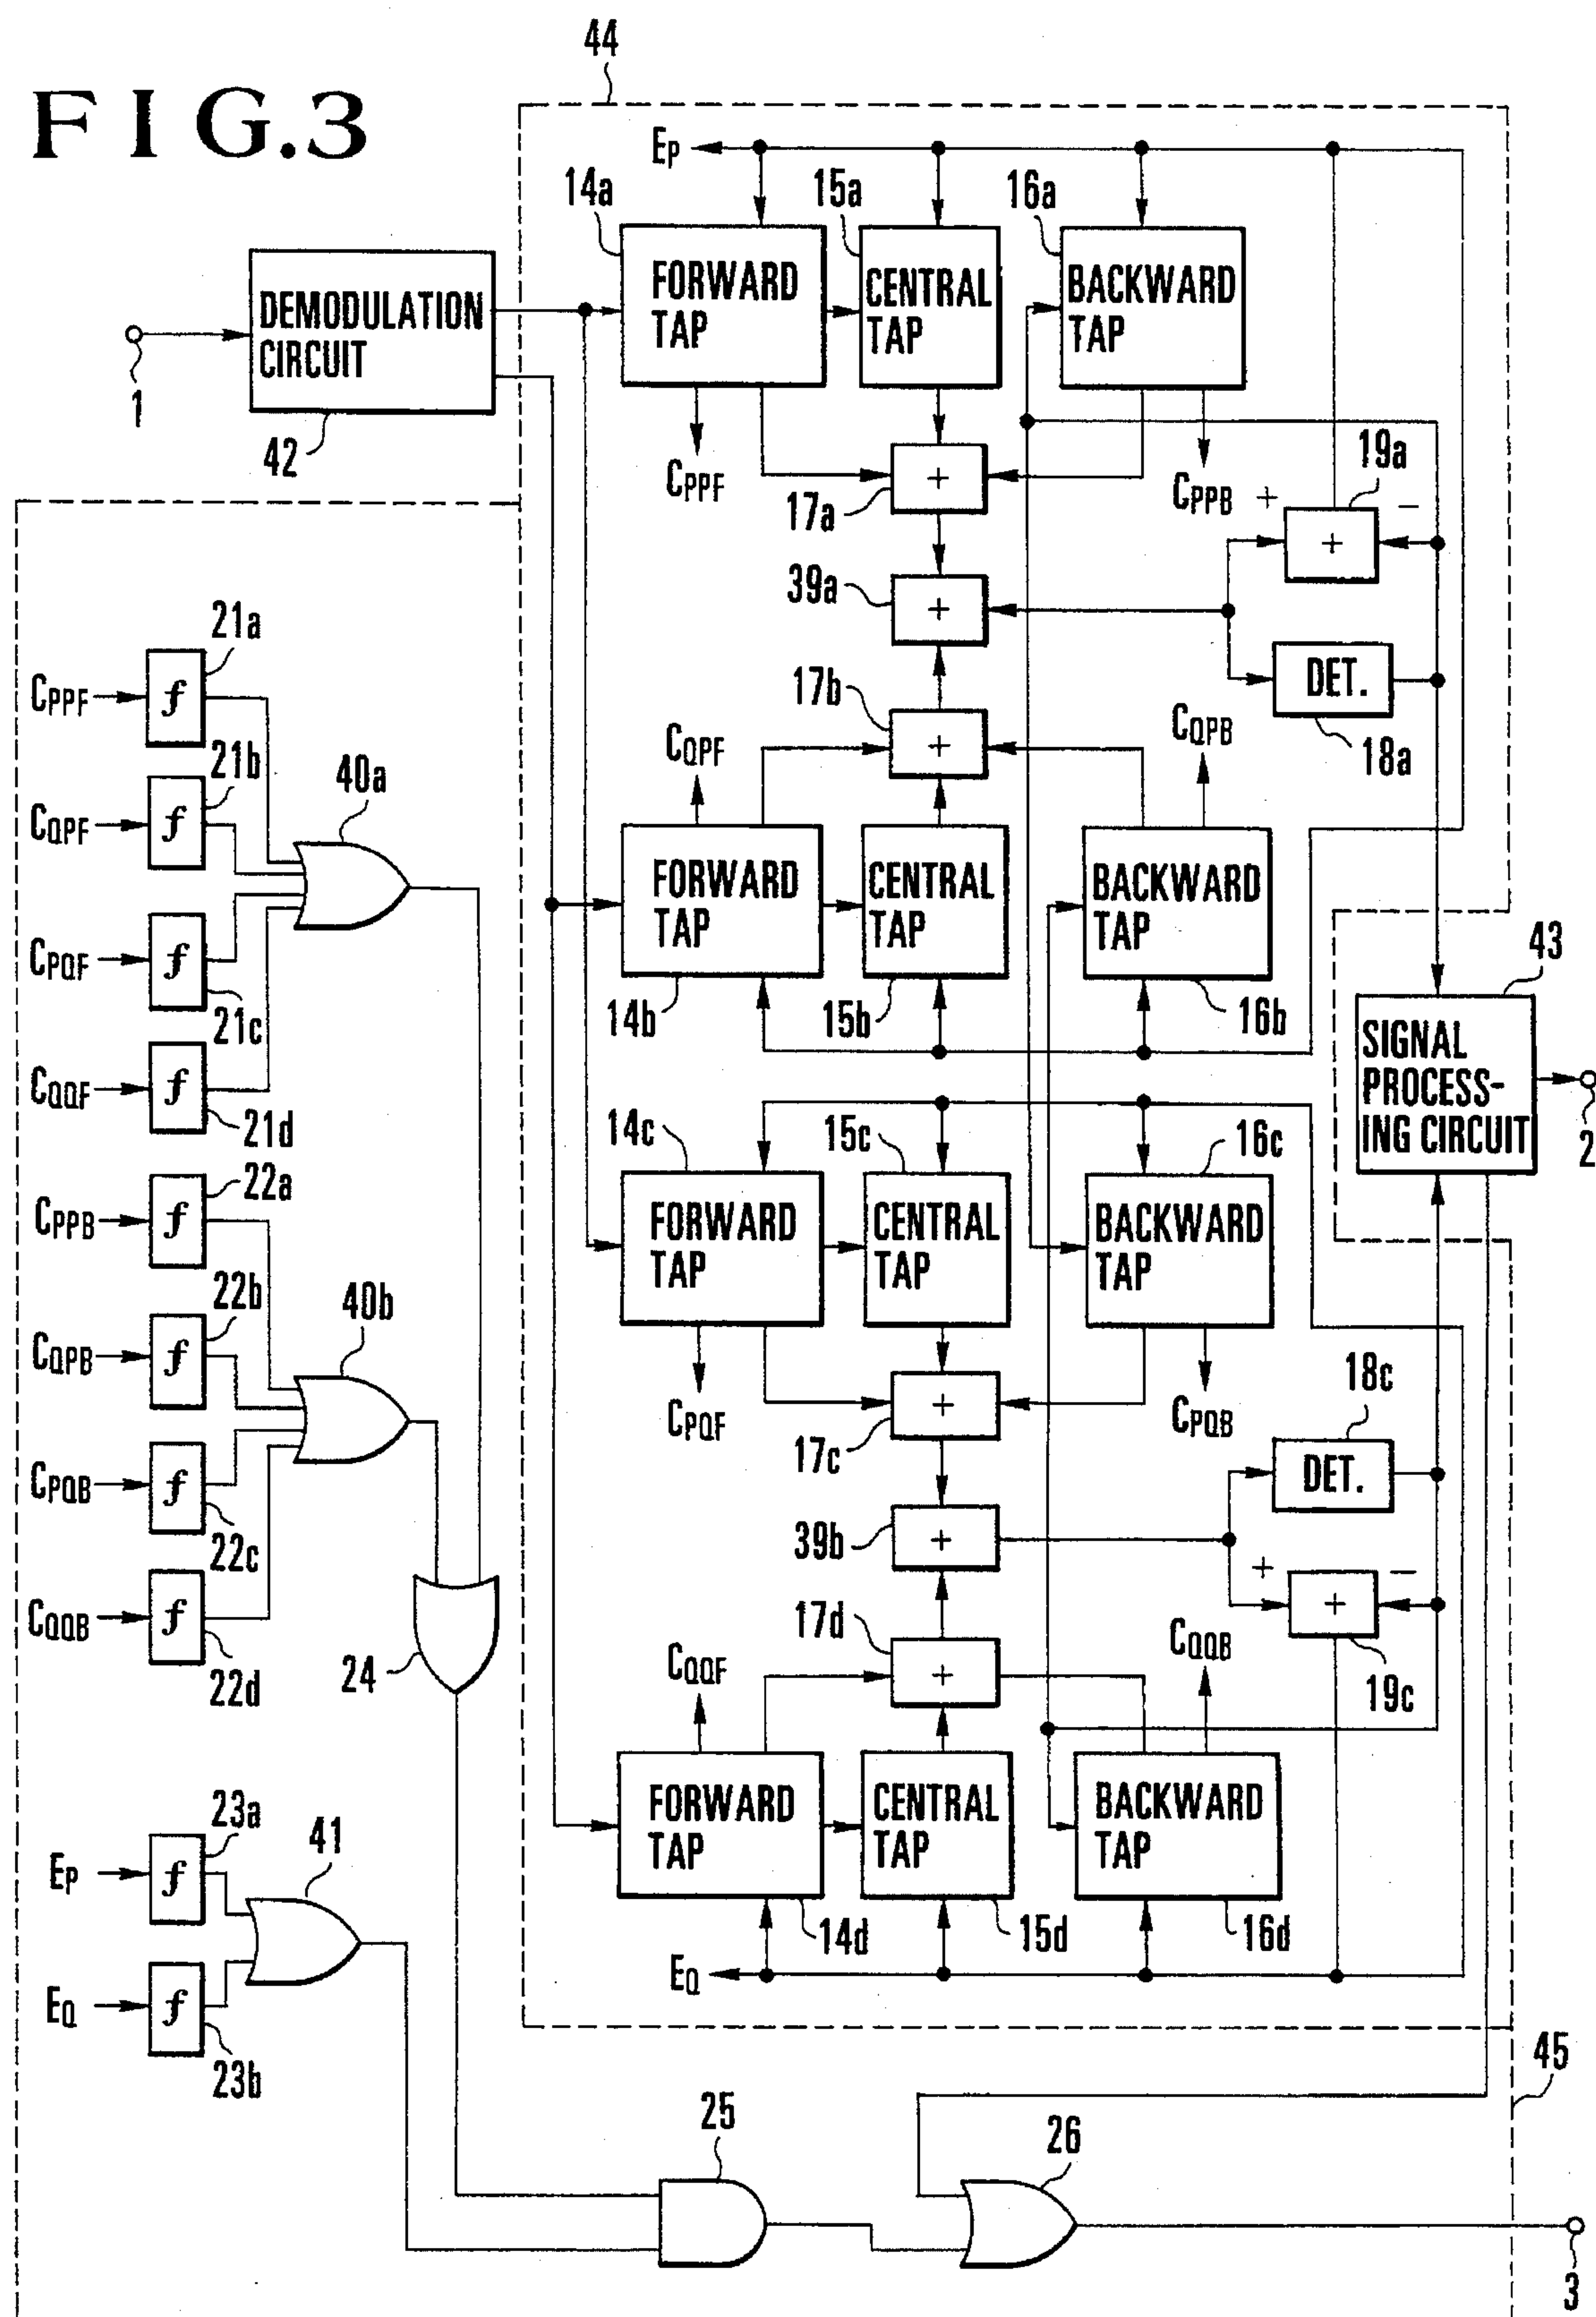 FIG.3
44
EP
14a
15a
16a
FORWARD
TAP
CENTRAL
TAP
BACKWARD
TAP
DEMODULATION
CIRCUIT
1
42
CPPF
17a
+
CPPB
+
19a
−
+
39a
+
21a
CPPF
f
17b
+
CQPB
DET.
18a
CQPF
21b
CQPF
f
40a
FORWARD
TAP
CENTRAL
TAP
BACKWARD
TAP
CPQF
f
21c
14b
15b
16b
43
SIGNAL
PROCESS-
ING CIRCUIT
2
CQQF
f
21d
14c
15c
16c
22a
CPPB
f
FORWARD
TAP
CENTRAL
TAP
BACKWARD
TAP
22b
CQPB
f
40b
CPQF
17c
+
CPQB
18c
DET.
CPQB
f
22c
39b
+
+
−
+
19c
CQQB
f
22d
24
CQQF
17d
+
CQQB
FORWARD
TAP
CENTRAL
TAP
BACKWARD
TAP
23a
EP
f
41
14d
15d
16d
EQ
EQ
f
23b
45
25
26
3